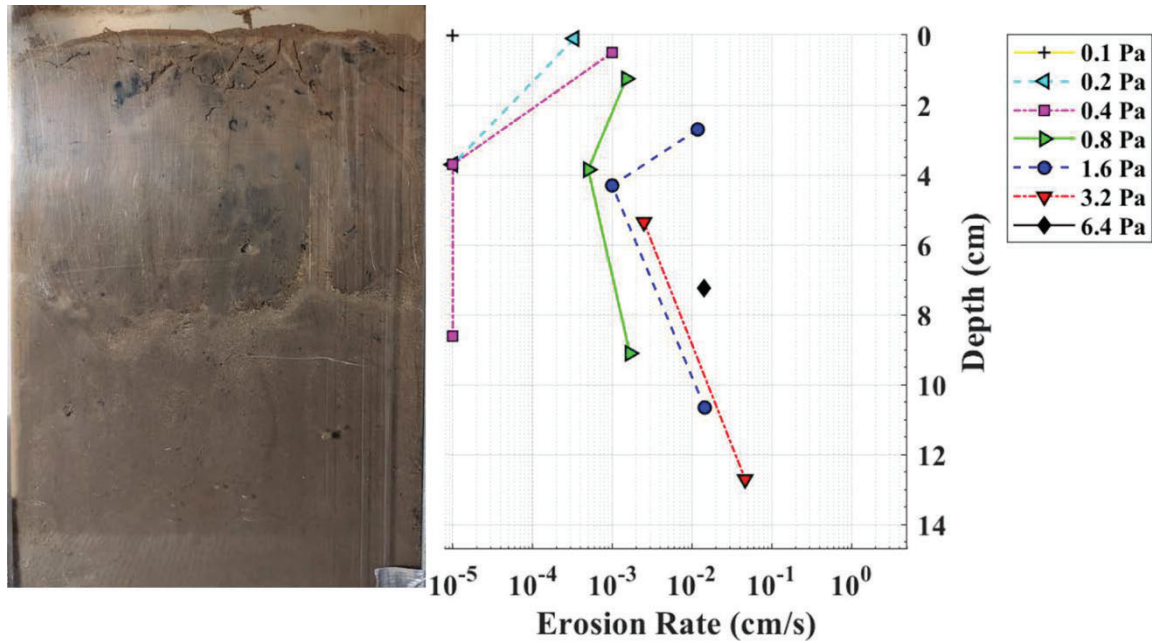 0
2
4
6
8
10
12
14
Depth (cm)
10-5
10-4
10-3
10-2
10-1
100
Erosion Rate (cm/s)
0.1 Pa
0.2 Pa
0.4 Pa
0.8 Pa
1.6 Pa
3.2 Pa
6.4 Pa